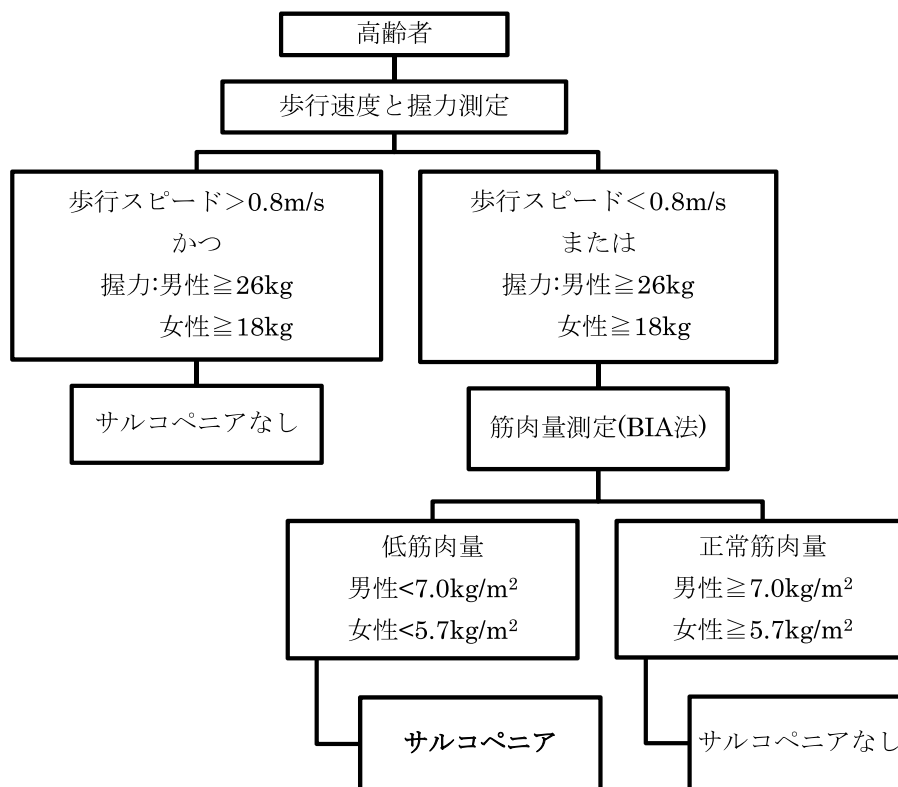 高齢者
歩行速度と握力測定
歩行スピード＞0.8m/s
かつ
握力:男性≧26kg
女性≧18kg
歩行スピード＜0.8m/s
または
握力:男性≧26kg
女性≧18kg
サルコペニアなし
筋肉量測定(BIA法)
低筋肉量
男性<7.0kg/m²
女性<5.7kg/m²
正常筋肉量
男性≧7.0kg/m²
女性≧5.7kg/m²
サルコペニア
サルコペニアなし